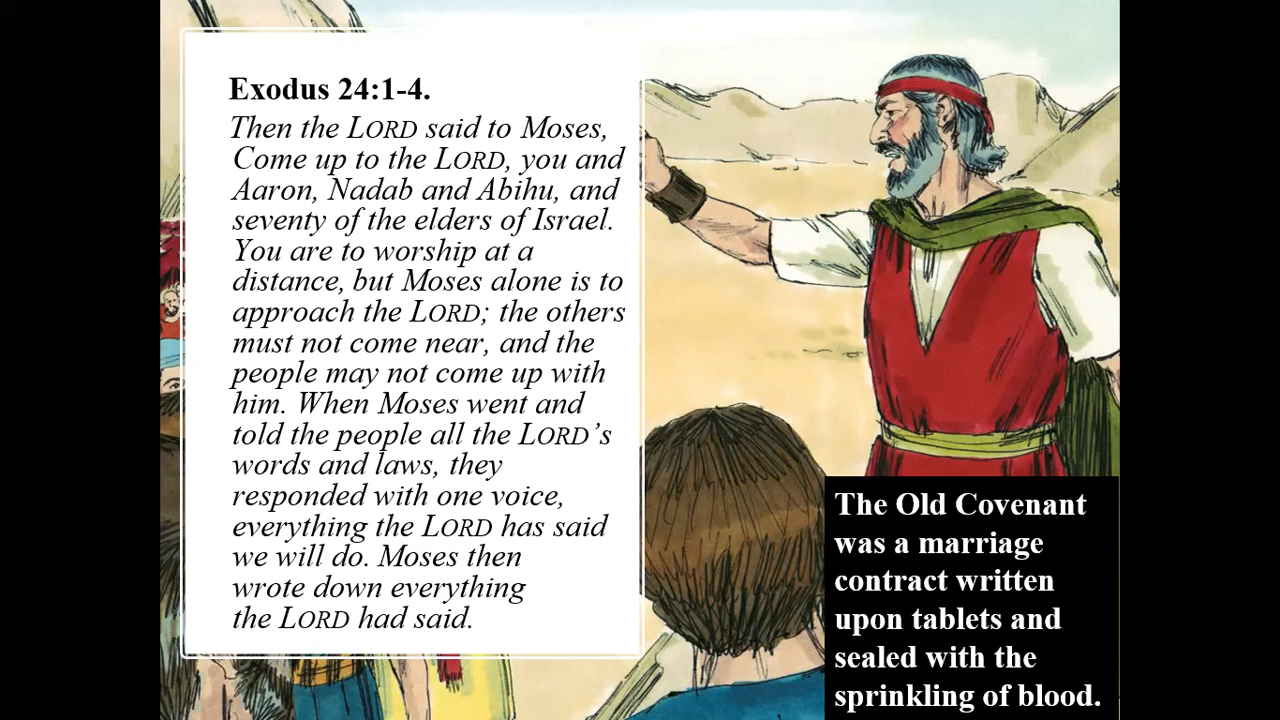 Exodus 24:1-4.
Then the LORD said to Moses,
Come up to the LORD, you and
Aaron, Nadab and Abihu, and
seventy of the elders of Israel.
You are to worship at a
distance, but Moses alone is to
approach the LORD; the others
must not come near, and the
people may not come up with
him. When Moses went and
told the people all the LORD’s
words and laws, they
responded with one voice,
everything the LORD has said
we will do. Moses then
wrote down everything
the LORD had said.
The Old Covenant
was a marriage
contract written
upon tablets and
sealed with the
sprinkling of blood.